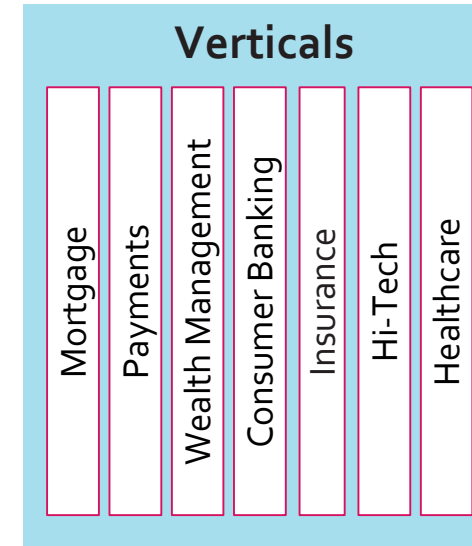 Verticals
Mortgage
Payments
Wealth Management
Consumer Banking
Insurance
Hi-Tech
Healthcare